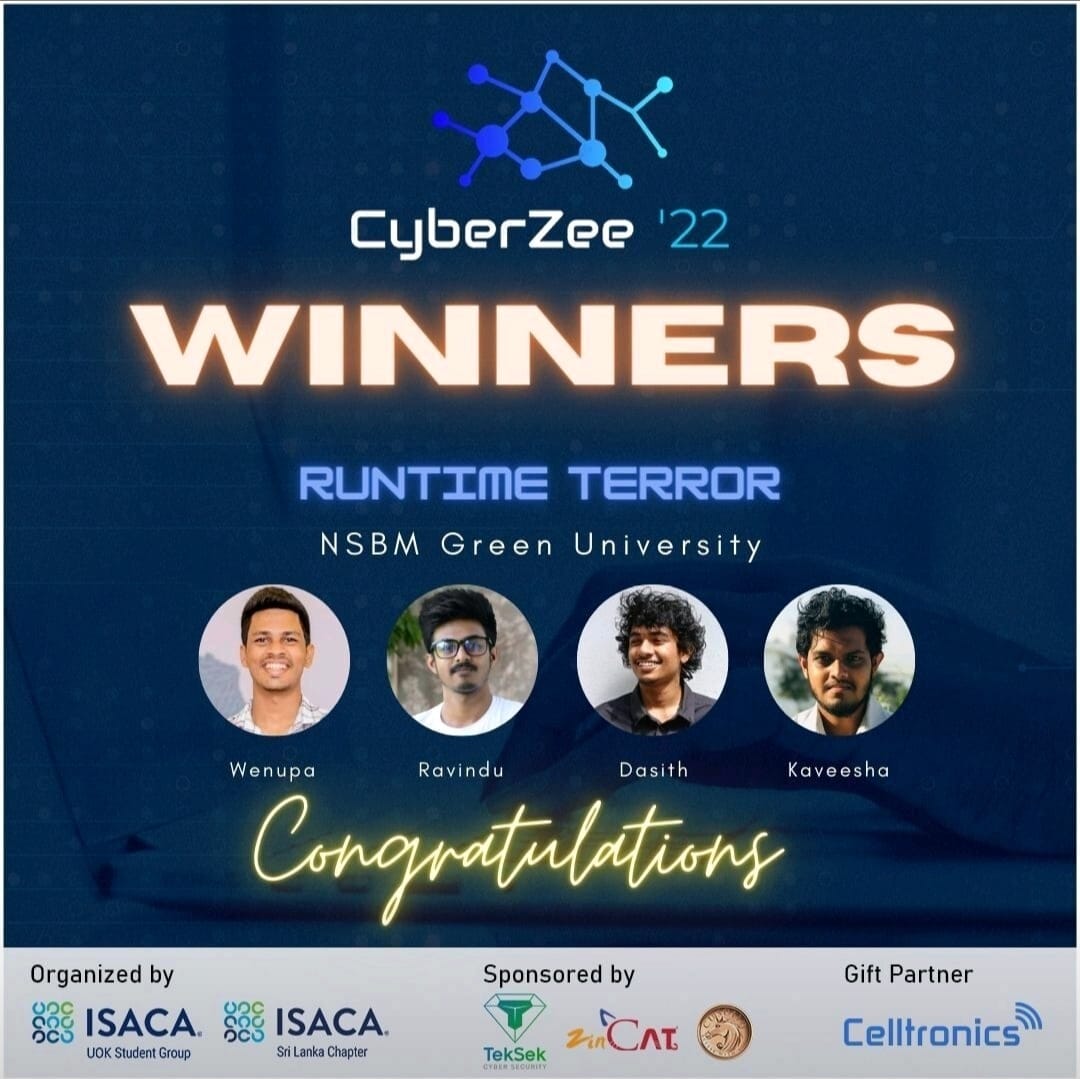 CyberZee '22
WINNERS
RUNTIME TERROR
NSBM Green University
Wenupa Ravindu Dasith Kaveesha
Congratulations
Organized by Sponsored by Gift Partner
ISACA. ISACA.
UOK Student Group Sri Lanka Chapter
TekSek
CYBER SECURITY
zinCAT
Celltronics